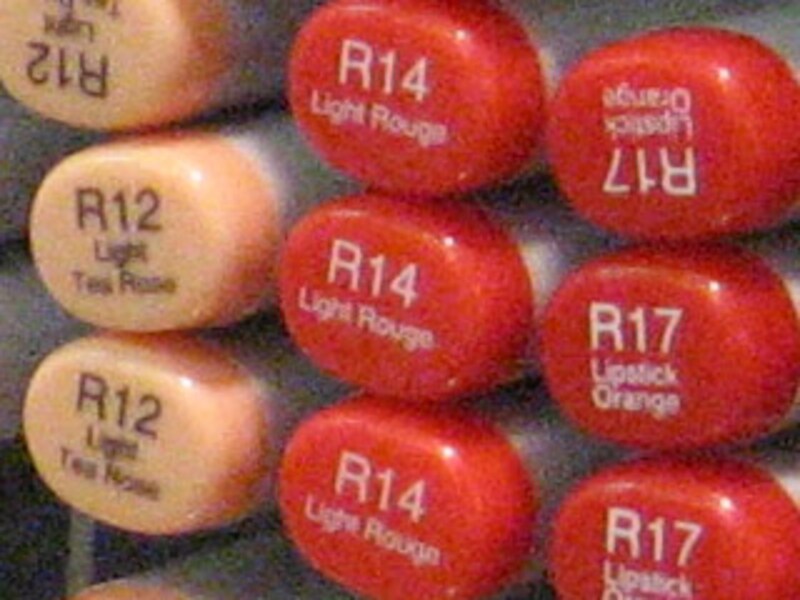 R12
Light
R12
Light
Tea Rose
R12
Light
Tea Rose
R14
Light Rouge
R14
Light Rouge
R14
Light Rouge
R17
Lipstick
Orange
R17
Lipstick
Orange
R17
Lipstick